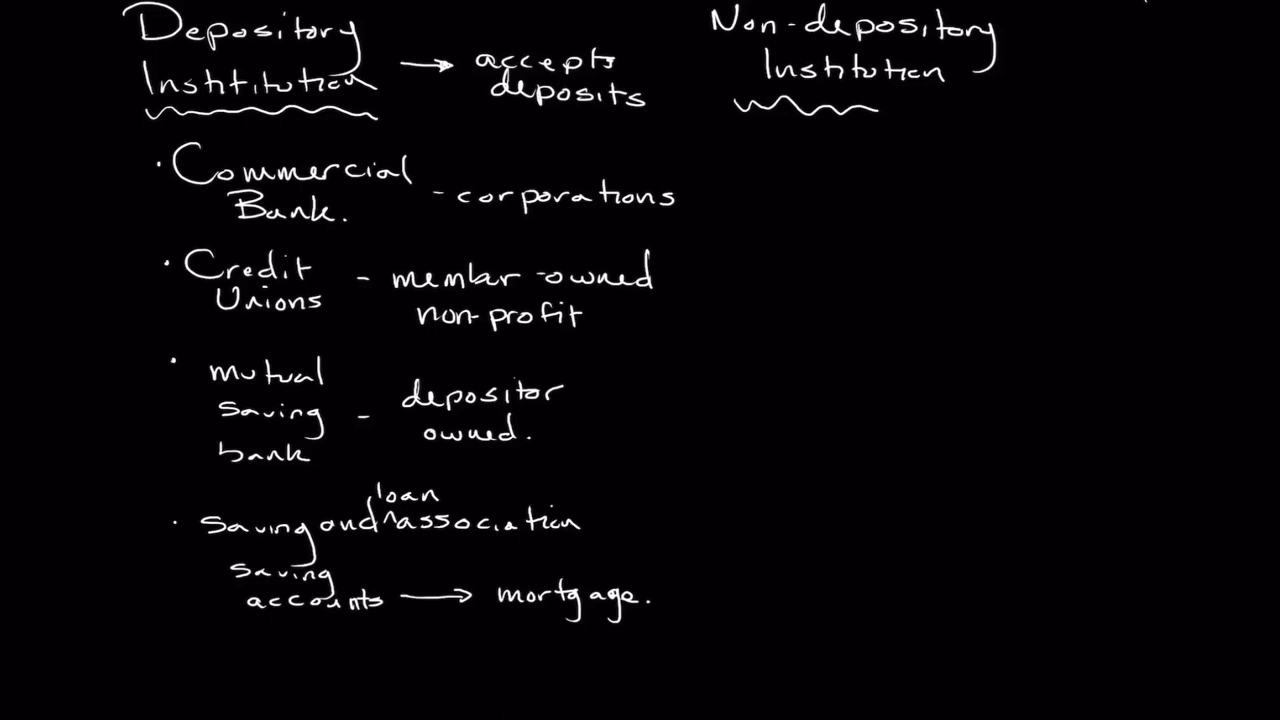 Depository
Institution
→ accepts
deposits
Non-depository
Institution
· Commercial
Bank.
- corporations
· Credit
Unions
- member-owned
non-profit
· mutual
saving
bank
- depositor
owned.
· saving and loan association
saving
accounts → mortgage.